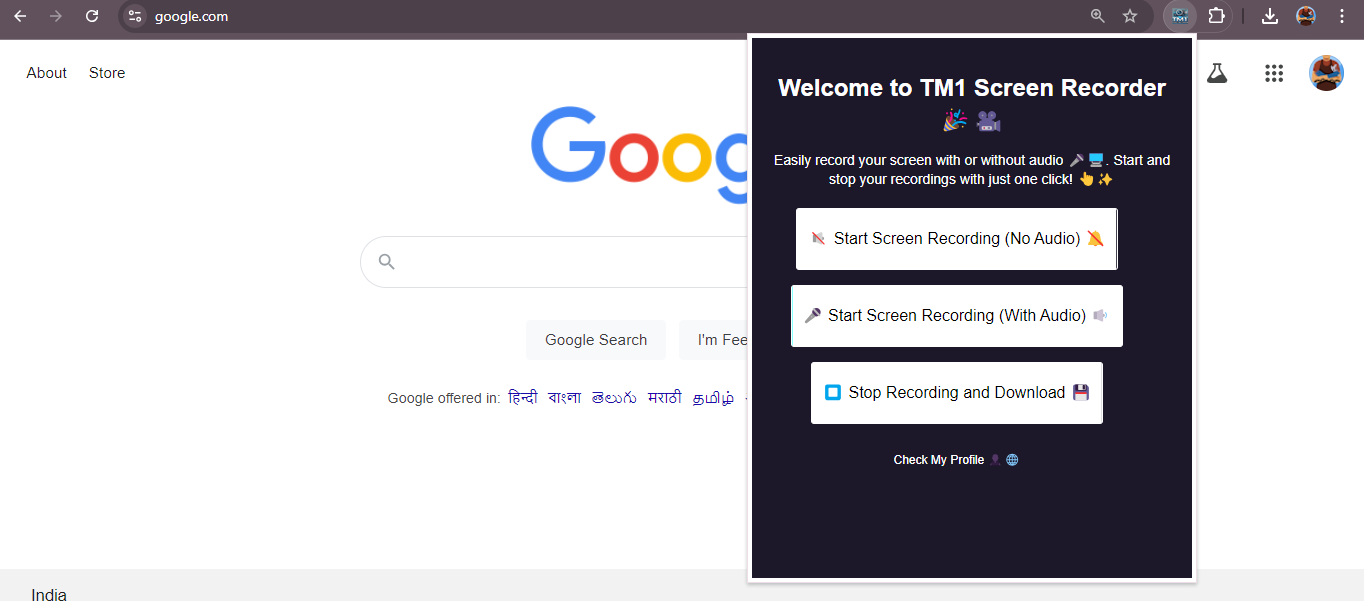 google.com
TM1
About
Store
Welcome to TM1 Screen Recorder
🎉 🎥
Easily record your screen with or without audio 🎤🖥️. Start and
stop your recordings with just one click! 👆✨
Goog
🔇 Start Screen Recording (No Audio) 🔕
🎤 Start Screen Recording (With Audio) 🔊
Google Search
I'm Fee
⏹️ Stop Recording and Download 💾
Google offered in: हिन्दी বাংলা తెలుగు मराठी தமிழ்
Check My Profile 👤 🌐
India